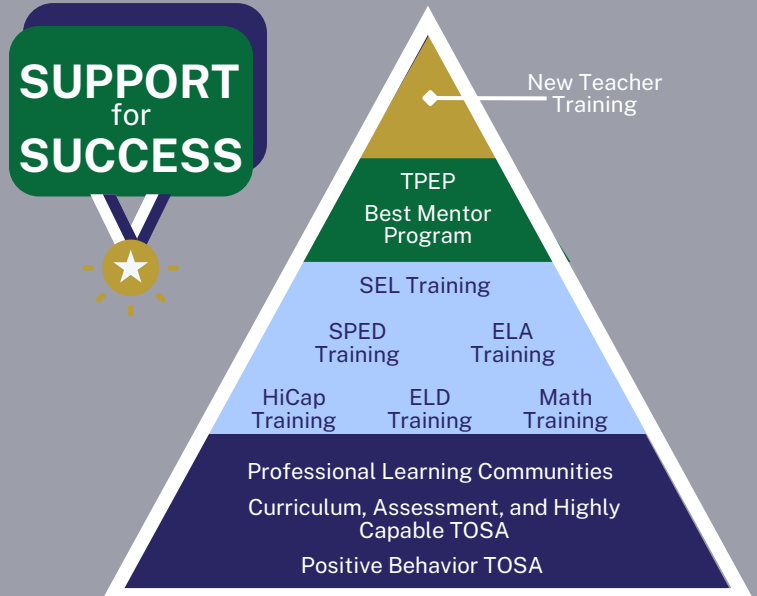 SUPPORT
for
SUCCESS
New Teacher
Training
TPEP
Best Mentor
Program
SEL Training
SPED
Training
ELA
Training
HiCap
Training
ELD
Training
Math
Training
Professional Learning Communities
Curriculum, Assessment, and Highly
Capable TOSA
Positive Behavior TOSA